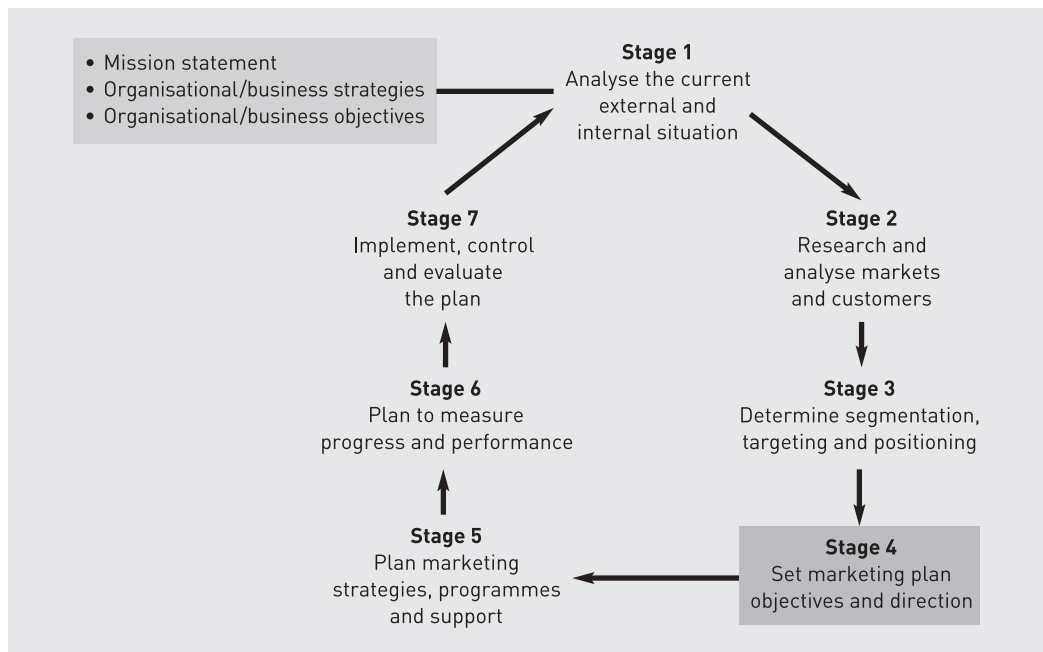 • Mission statement
• Organisational/business strategies
• Organisational/business objectives
Stage 1
Analyse the current
external and
internal situation
Stage 2
Research and
analyse markets
and customers
Stage 3
Determine segmentation,
targeting and positioning
Stage 4
Set marketing plan
objectives and direction
Stage 5
Plan marketing
strategies, programmes
and support
Stage 6
Plan to measure
progress and performance
Stage 7
Implement, control
and evaluate
the plan